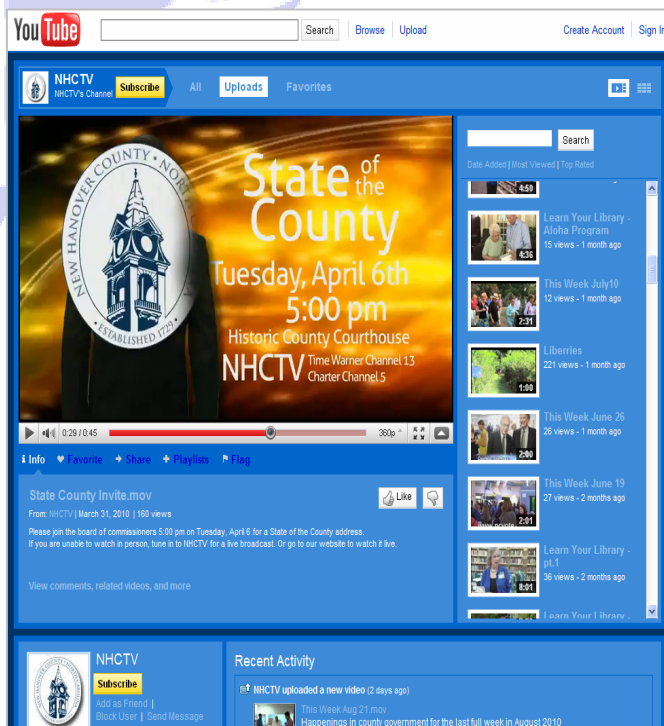 You Tube
Search
Browse
Upload
Create Account
Sign In
NHCTV
NHCTV's Channel
Subscribe
All
Uploads
Favorites
NEW HANOVER COUNTY • NOR
• ESTABLISHED 1729 •
State of the
County
Tuesday, April 6th
5:00 pm
Historic County Courthouse
NHCTV Time Warner Channel 13
Charter Channel 5
0:29 / 0:45
360p
Info
Favorite
Share
Playlists
Flag
State County Invite.mov
From: NHCTV | March 31, 2010 | 160 views
Like
Please join the board of commissioners 5:00 pm on Tuesday, April 6 for a State of the County address.
If you are unable to watch in person, tune in to NHCTV for a live broadcast. Or go to our website to watch it live.
View comments, related videos, and more
Search
Date Added | Most Viewed | Top Rated
4:50
Learn Your Library -
Aloha Program
15 views - 1 month ago
4:36
This Week July10
12 views - 1 month ago
2:31
Liberries
221 views - 1 month ago
1:00
This Week June 26
26 views - 1 month ago
2:00
This Week June 19
27 views - 2 months ago
2:01
Learn Your Library -
pt.1
36 views - 2 months ago
8:01
Learn Your Library -
NHCTV
Subscribe
Add as Friend |
Block User | Send Message
Recent Activity
NHCTV uploaded a new video (2 days ago)
This Week Aug 21.mov
Happenings in county government for the last full week in August 2010